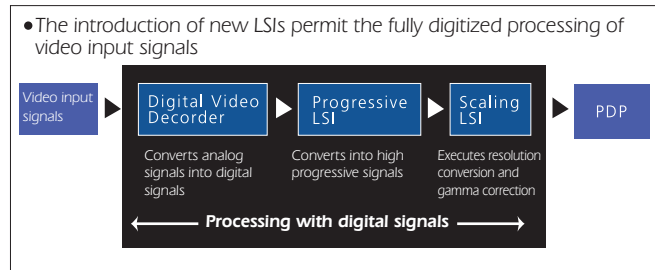 •The introduction of new LSIs permit the fully digitized processing of
video input signals
Video input
signals
Digital Video
Decorder
Progressive
LSI
Scaling
LSI
PDP
Converts analog
signals into digital
signals
Converts into high
progressive signals
Executes resolution
conversion and
gamma correction
Processing with digital signals